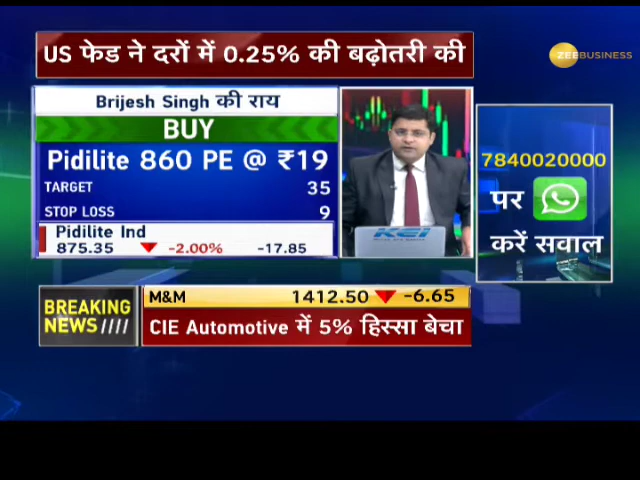 US फेड ने दरों में 0.25% की बढ़ोतरी की
ZEEBUSINESS
Brijesh Singh की राय
BUY
Pidilite 860 PE @ ₹19
TARGET 35
STOP LOSS 9
Pidilite Ind
875.35 -2.00% -17.85
KEI
7840020000
पर
करें सवाल
BREAKING
NEWS ////
M&M 1412.50 -6.65
CIE Automotive में 5% हिस्सा बेचा